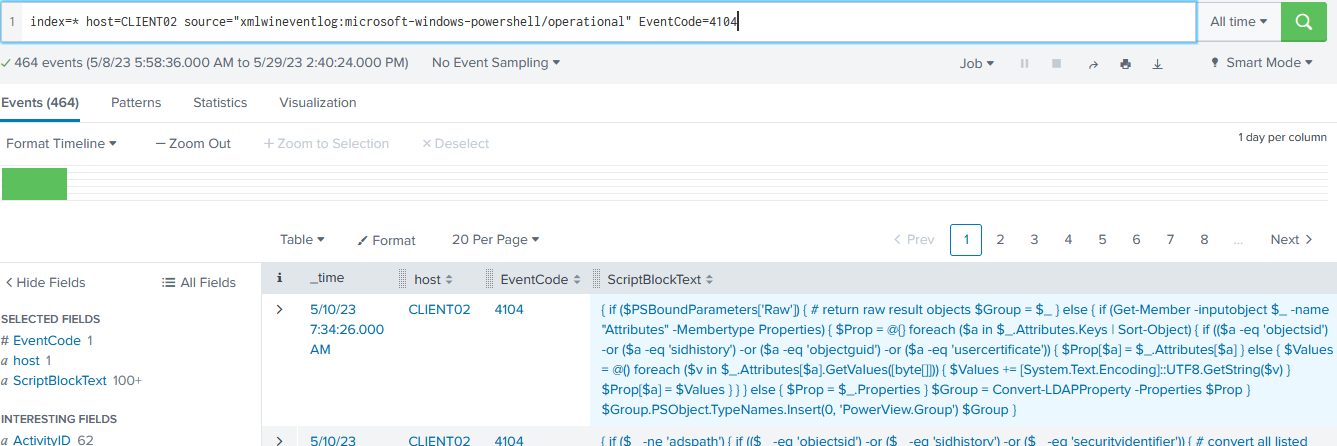 1 index=* host=CLIENT02 source="xmlwineventlog:microsoft-windows-powershell/operational" EventCode=4104 All time
✓ 464 events (5/8/23 5:58:36.000 AM to 5/29/23 2:40:24.000 PM) No Event Sampling Job Smart Mode
Events (464) Patterns Statistics Visualization
Format Timeline — Zoom Out + Zoom to Selection × Deselect 1 day per column
Table Format 20 Per Page < Prev 1 2 3 4 5 6 7 8 ... Next >
< Hide Fields All Fields i _time host EventCode ScriptBlockText
SELECTED FIELDS
# EventCode 1
a host 1
a ScriptBlockText 100+
INTERESTING FIELDS
a ActivityID 62
> 5/10/23 CLIENT02 4104 { if ($PSBoundParameters['Raw']) { # return raw result objects $Group = $_ } else { if (Get-Member -inputobject $_ -name
7:34:26.000 "Attributes" -Membertype Properties) { $Prop = @{} foreach ($a in $_.Attributes.Keys | Sort-Object) { if (($a -eq 'objectsid')
AM -or ($a -eq 'sidhistory') -or ($a -eq 'objectguid') -or ($a -eq 'usercertificate')) { $Prop[$a] = $_.Attributes[$a] } else { $Values
= @() foreach ($v in $_.Attributes[$a].GetValues([byte[]])) { $Values += [System.Text.Encoding]::UTF8.GetString($v) }
$Prop[$a] = $Values } } } else { $Prop = $_.Properties } $Group = Convert-LDAPProperty -Properties $Prop }
$Group.PSObject.TypeNames.Insert(0, 'PowerView.Group') $Group }
> 5/10/23 CLIENT02 4104 { if ($_ -ne 'adspath') { if (($_ -eq 'objectsid') -or ($_ -eq 'sidhistory') -or ($_ -eq 'securityidentifier')) { # convert all listed